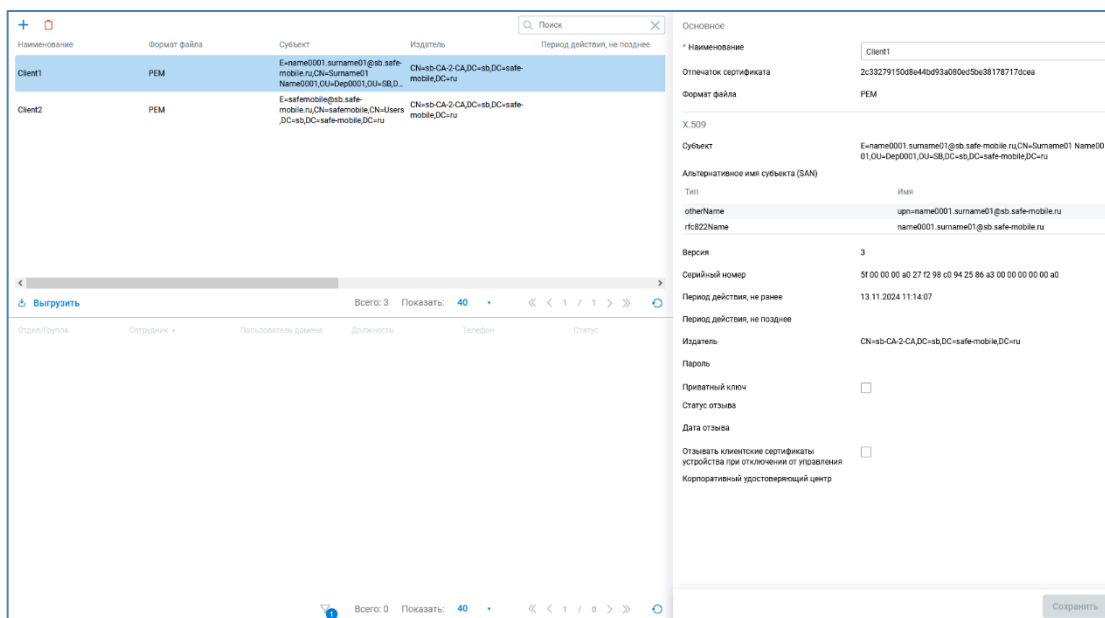 Поиск
Наименование Формат файла Субъект Издатель Период действия, не позднее
Client1 PEM E=name0001.surname01@sb.safe-mobile.ru,CN=Surname01 Name0001,OU=Dep0001,OU=SB,D... CN=sb-CA-2-CA,DC=sb,DC=safe-mobile,DC=ru
Client2 PEM E=safemobile@sb.safe-mobile.ru,CN=safemobile,CN=Users,DC=sb,DC=safe-mobile,DC=ru CN=sb-CA-2-CA,DC=sb,DC=safe-mobile,DC=ru
Выгрузить Всего: 3 Показать: 40 1 / 1
Отдел/Группа Сотрудник Пользователь домена Должность Телефон Статус
1 Всего: 0 Показать: 40 1 / 0
Основное
* Наименование Client1
Отпечаток сертификата 2c33279150d8e44bd93a080ed5be38178717dcea
Формат файла PEM
X.509
Субъект E=name0001.surname01@sb.safe-mobile.ru,CN=Surname01 Name00
01,OU=Dep0001,OU=SB,DC=sb,DC=safe-mobile,DC=ru
Альтернативное имя субъекта (SAN)
Тип Имя
otherName upn=name0001.surname01@sb.safe-mobile.ru
rfc822Name name0001.surname01@sb.safe-mobile.ru
Версия 3
Серийный номер 5f 00 00 00 a0 27 f2 98 c0 94 25 86 a3 00 00 00 00 00 a0
Период действия, не ранее 13.11.2024 11:14:07
Период действия, не позднее
Издатель CN=sb-CA-2-CA,DC=sb,DC=safe-mobile,DC=ru
Пароль
Приватный ключ
Статус отзыва
Дата отзыва
Отзывать клиентские сертификаты
устройства при отключении от управления
Корпоративный удостоверяющий центр
Сохранить